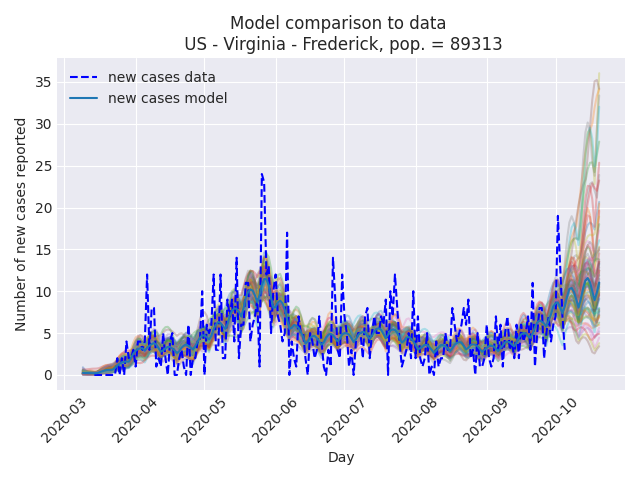 Model comparison to data
US - Virginia - Frederick, pop. = 89313
new cases data
new cases model
Number of new cases reported
35
30
25
20
15
10
5
0
2020-03
2020-04
2020-05
2020-06
2020-07
2020-08
2020-09
2020-10
Day